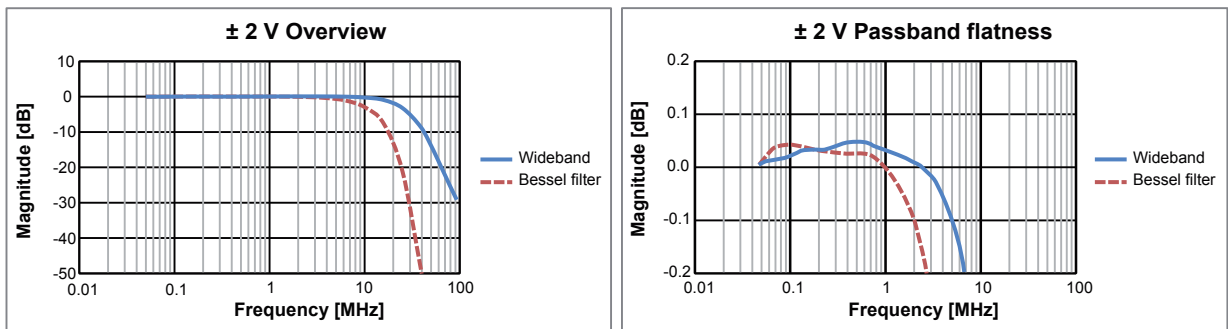 ± 2 V Overview
Magnitude [dB]
10
0
-10
-20
-30
-40
-50
0.01
0.1
1
10
100
Frequency [MHz]
Wideband
Bessel filter
± 2 V Passband flatness
Magnitude [dB]
0.2
0.1
0.0
-0.1
-0.2
0.01
0.1
1
10
100
Frequency [MHz]
Wideband
Bessel filter